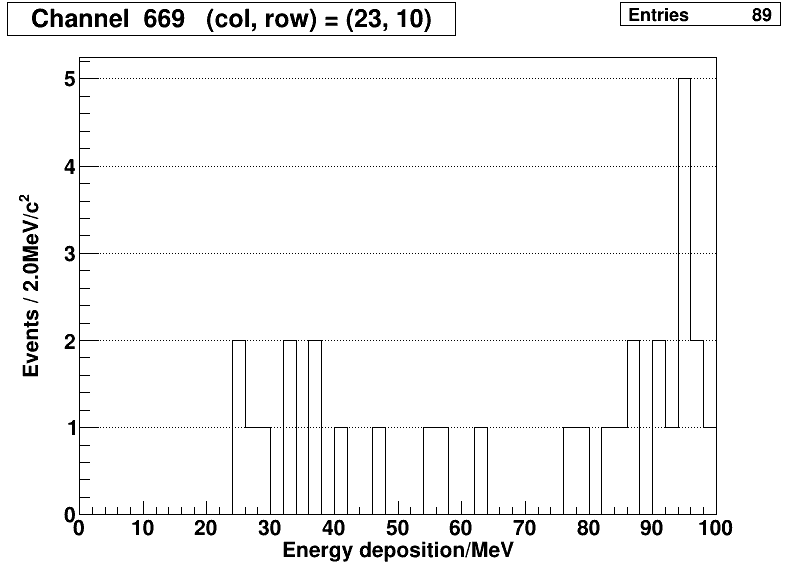 Channel 669 (col, row) = (23, 10)
Entries 89
Events / 2.0MeV/c²
5
4
3
2
1
0
0 10 20 30 40 50 60 70 80 90 100
Energy deposition/MeV